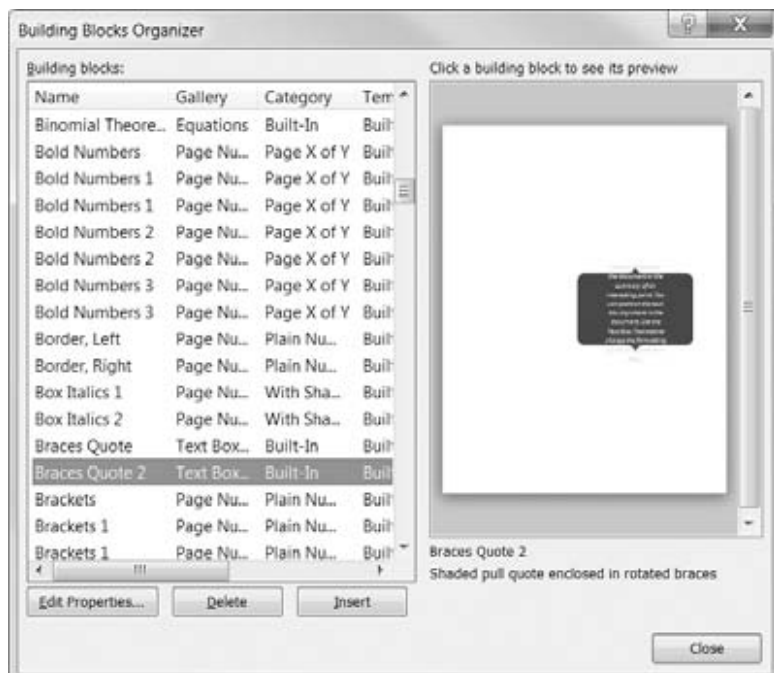 Building Blocks Organizer
Building blocks:
Click a building block to see its preview
Name Gallery Category Tem
Binomial Theore... Equations Built-In Buil
Bold Numbers Page Nu... Page X of Y Buil
Bold Numbers 1 Page Nu... Page X of Y Buil
Bold Numbers 1 Page Nu... Page X of Y Buil
Bold Numbers 2 Page Nu... Page X of Y Buil
Bold Numbers 2 Page Nu... Page X of Y Buil
Bold Numbers 3 Page Nu... Page X of Y Buil
Bold Numbers 3 Page Nu... Page X of Y Buil
Border, Left Page Nu... Plain Nu... Buil
Border, Right Page Nu... Plain Nu... Buil
Box Italics 1 Page Nu... With Sha... Buil
Box Italics 2 Page Nu... With Sha... Buil
Braces Quote Text Box... Built-In Buil
Braces Quote 2 Text Box... Built-In Buil
Brackets Page Nu... Plain Nu... Buil
Brackets 1 Page Nu... Plain Nu... Buil
Brackets 1 Page Nu... Plain Nu... Buil
Braces Quote 2
Shaded pull quote enclosed in rotated braces
Edit Properties... Delete Insert
Close